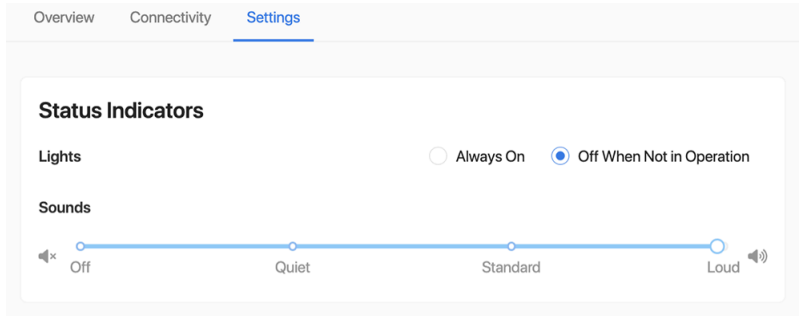 Overview Connectivity Settings
Status Indicators
Lights Always On Off When Not in Operation
Sounds
Off Quiet Standard Loud